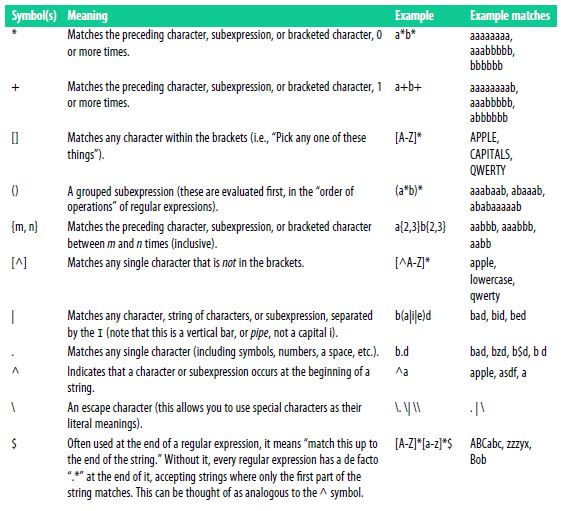 Symbol(s) Meaning Example Example matches
* Matches the preceding character, subexpression, or bracketed character, 0 a*b* aaaaaaaa,
or more times. aaabbbbb,
bbbbbb
+ Matches the preceding character, subexpression, or bracketed character, 1 a+b+ aaaaaaaab,
or more times. aaabbbbb,
abbbbbb
[] Matches any character within the brackets (i.e., “Pick any one of these [A-Z]* APPLE,
things”). CAPITALS,
QWERTY
() A grouped subexpression (these are evaluated first, in the “order of (a*b)* aaabaab, abaaab,
operations” of regular expressions). ababaaaaab
{m, n} Matches the preceding character, subexpression, or bracketed character a{2,3}b{2,3} aabbb, aaabbb,
between m and n times (inclusive). aabb
[^] Matches any single character that is not in the brackets. [^A-Z]* apple,
lowercase,
qwerty
| Matches any character, string of characters, or subexpression, separated b(a|i|e)d bad, bid, bed
by the I (note that this is a vertical bar, or pipe, not a capital i).
. Matches any single character (including symbols, numbers, a space, etc.). b.d bad, bzd, b$d, b d
^ Indicates that a character or subexpression occurs at the beginning of a ^a apple, asdf, a
string.
\ An escape character (this allows you to use special characters as their \. \| \\ . | \
literal meanings).
$ Often used at the end of a regular expression, it means “match this up to [A-Z]*[a-z]*$ ABCabc, zzzyx,
the end of the string.” Without it, every regular expression has a de facto Bob
“.*” at the end of it, accepting strings where only the first part of the
string matches. This can be thought of as analogous to the ^ symbol.